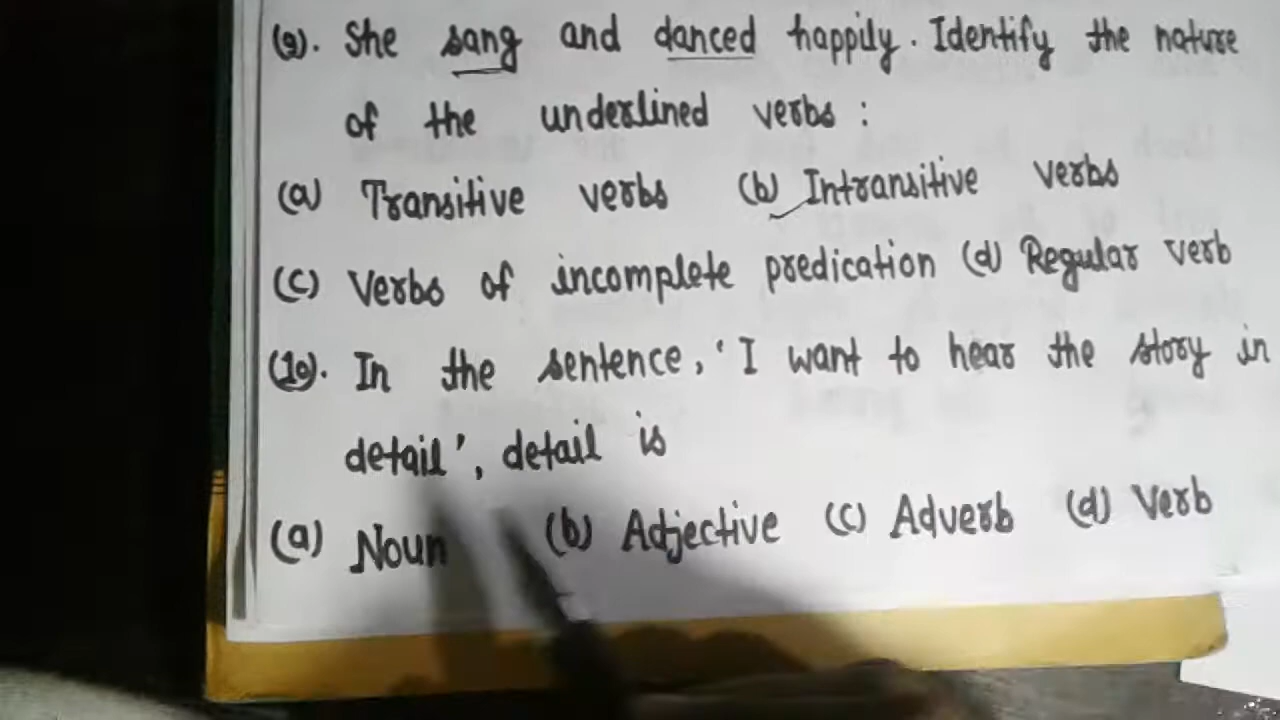 (9). She sang and danced happily. Identify the nature
of the underlined verbs :
(a) Transitive verbs (b) Intransitive verbs
(c) Verbs of incomplete predication (d) Regular verb
(10). In the sentence, 'I want to hear the story in
detail', detail is
(a) Noun (b) Adjective (c) Adverb (d) Verb